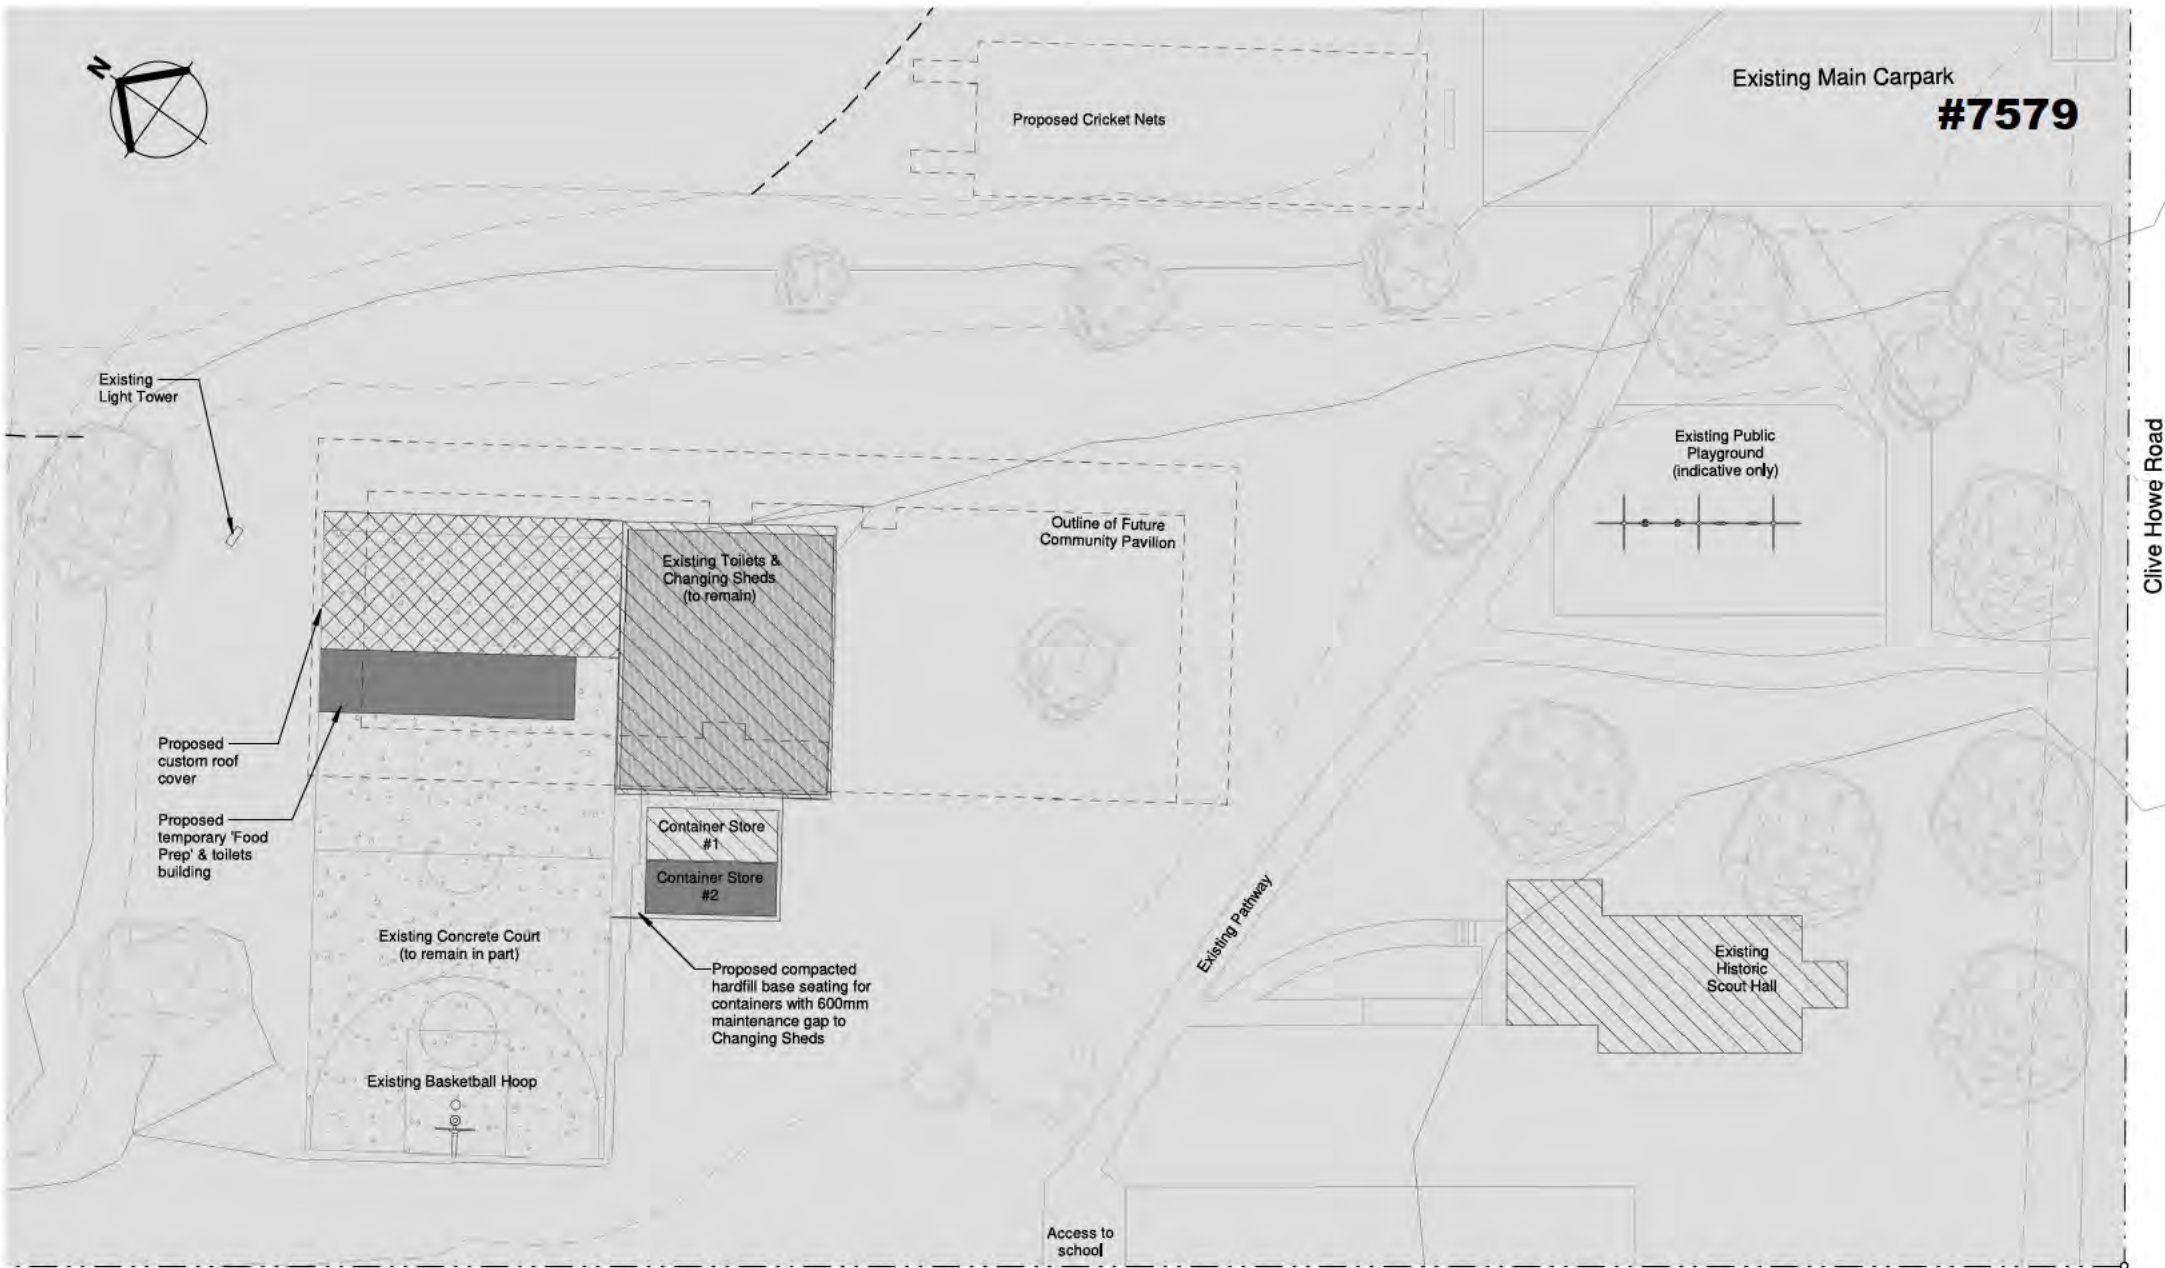 N
Existing Main Carpark
#7579
Proposed Cricket Nets
Existing
Light Tower
Existing Public
Playground
(indicative only)
Clive Howe Road
Outline of Future
Community Pavilion
Existing Toilets &
Changing Sheds
(to remain)
Proposed
custom roof
cover
Proposed
temporary 'Food
Prep' & toilets
building
Container Store
#1
Container Store
#2
Existing Pathway
Existing Concrete Court
(to remain in part)
Existing
Historic
Scout Hall
Proposed compacted
hardfill base seating for
containers with 600mm
maintenance gap to
Changing Sheds
Existing Basketball Hoop
Access to
school